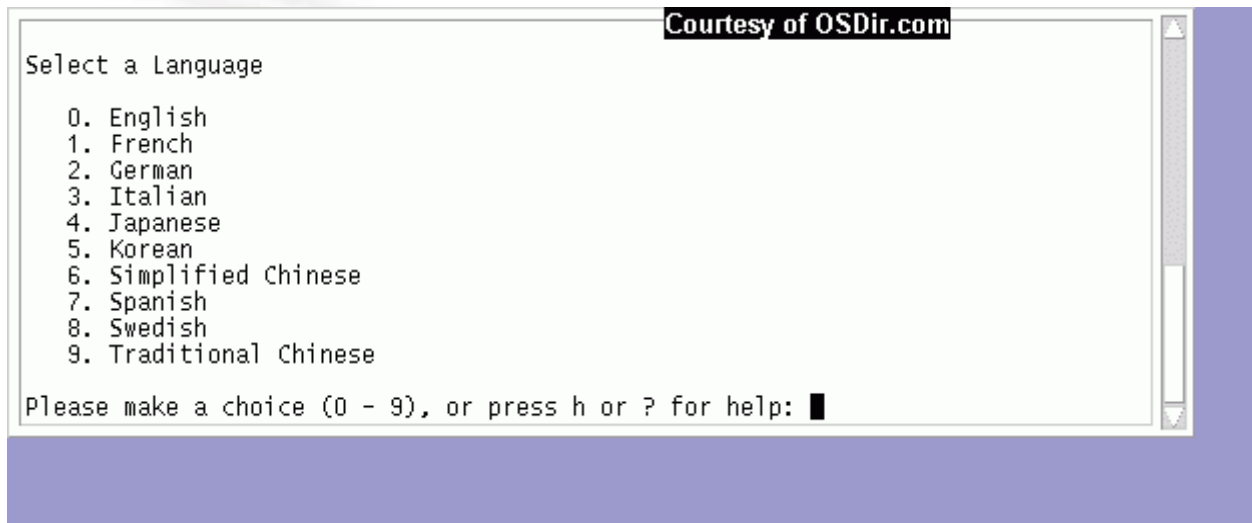 Courtesy of OSDir.com
Select a Language
0. English
1. French
2. German
3. Italian
4. Japanese
5. Korean
6. Simplified Chinese
7. Spanish
8. Swedish
9. Traditional Chinese
Please make a choice (0 - 9), or press h or ? for help: